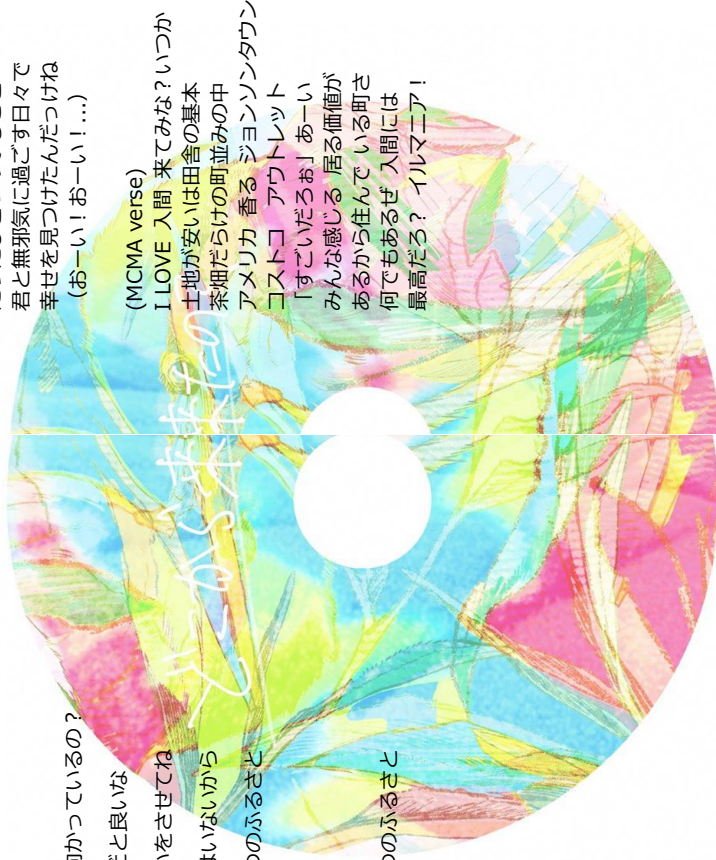 君と無邪気に過ごす日々で
幸せを見つけたんだっけね
(おーい!おーい!...)
(MCMA verse)
I LOVE 入間 来てみな?いつか
土地が安いは田舎の基本
茶畑だらけの町並みの中
アメリカ 香る ジョンソンタウン
コストコ アウトレット
「すごいだろぉ」あーい
みんな感じる 居る価値が
あるから住んでいる町さ
何でもあるぜ 入間には
最高だろ? イルマニア!
どこから来来たの
向かっているの?
だと良いな
いをさせてね
はいないから
つのふるさと
つのふるさと